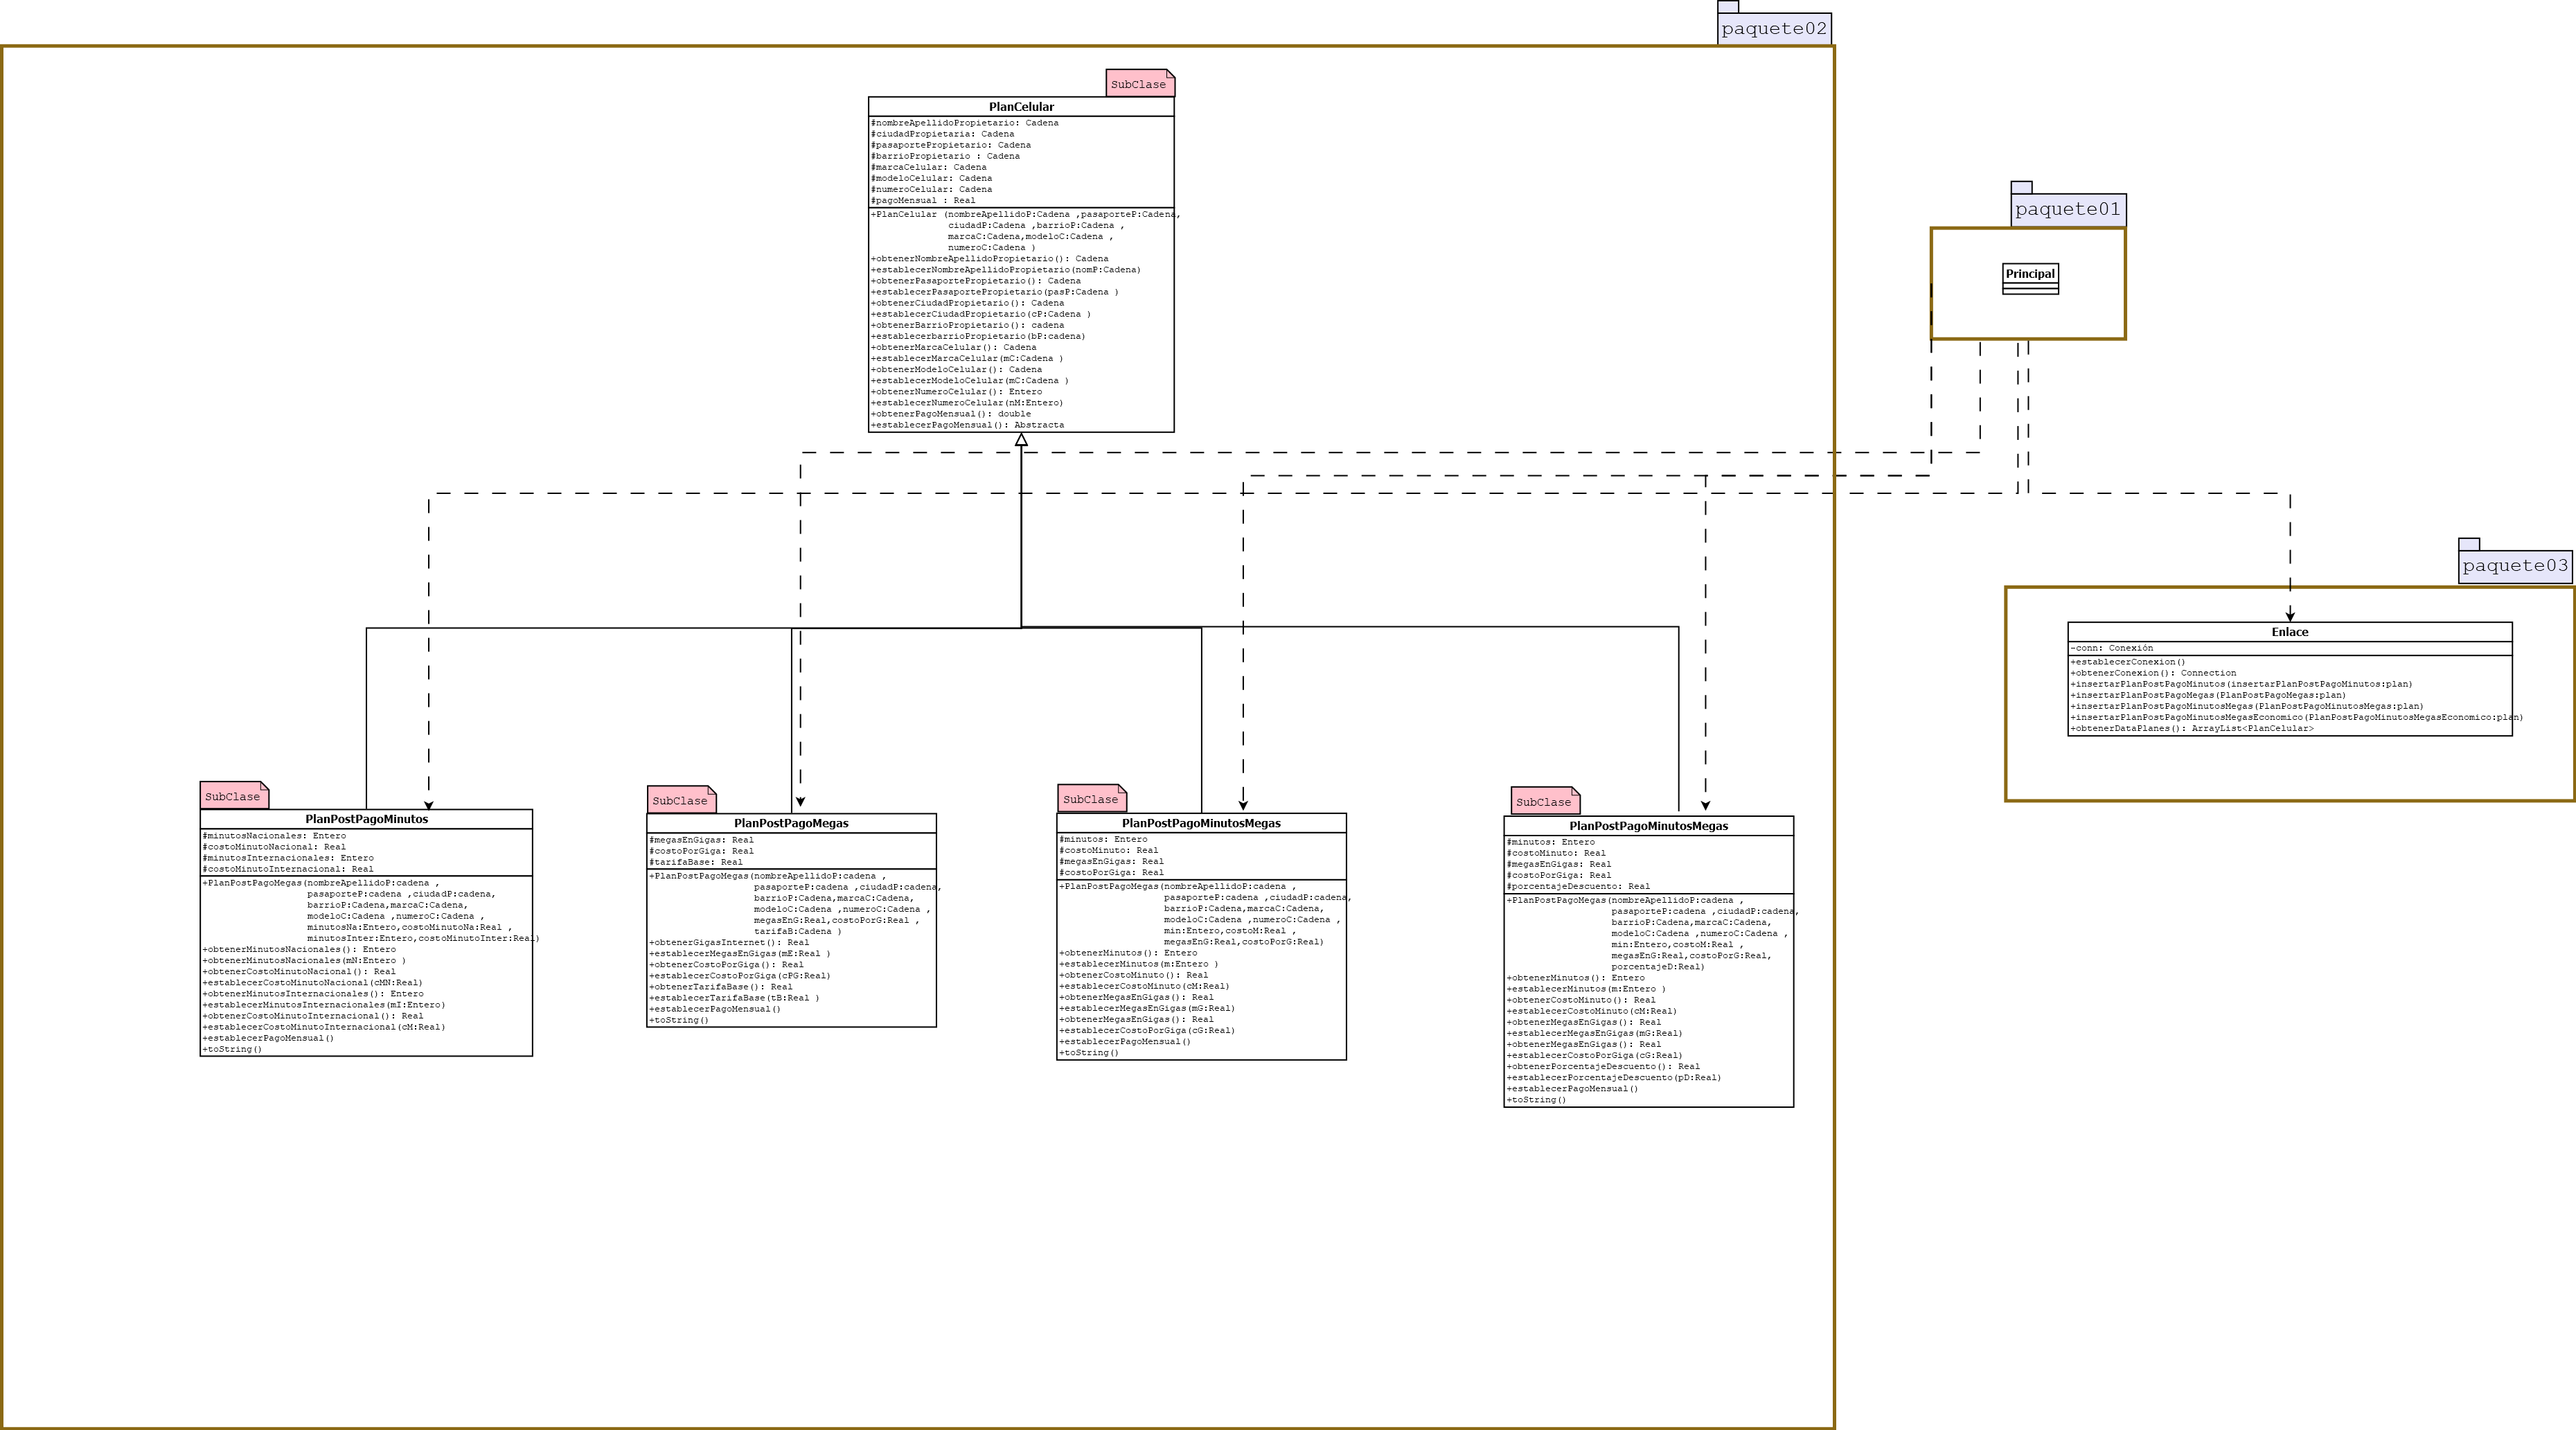 paquete02
SubClase
PlanCelular
#nombreApellidoPropietario: Cadena
#ciudadPropietaria: Cadena
#pasaportePropietario: Cadena
#barrioPropietario : Cadena
#marcaCelular: Cadena
#modeloCelular: Cadena
#numeroCelular: Cadena
#pagoMensual : Real
+PlanCelular (nombreApellidoP:Cadena ,pasaporteP:Cadena,
ciudadP:Cadena ,barrioP:Cadena ,
marcaC:Cadena,modeloC:Cadena ,
numeroC:Cadena )
+obtenerNombreApellidoPropietario(): Cadena
+establecerNombreApellidoPropietario(nomP:Cadena)
+obtenerPasaportePropietario(): Cadena
+establecerPasaportePropietario(pasP:Cadena )
+obtenerCiudadPropietario(): Cadena
+establecerCiudadPropietario(cP:Cadena )
+obtenerBarrioPropietario(): cadena
+establecerbarrioPropietario(bP:cadena)
+obtenerMarcaCelular(): Cadena
+establecerMarcaCelular(mC:Cadena )
+obtenerModeloCelular(): Cadena
+establecerModeloCelular(mC:Cadena )
+obtenerNumeroCelular(): Entero
+establecerNumeroCelular(nM:Entero)
+obtenerPagoMensual(): double
+establecerPagoMensual(): Abstracta
paquete01
Principal
paquete03
Enlace
-conn: Conexión
+establecerConexion()
+obtenerConexion(): Connection
+insertarPlanPostPagoMinutos(insertarPlanPostPagoMinutos:plan)
+insertarPlanPostPagoMegas(PlanPostPagoMegas:plan)
+insertarPlanPostPagoMinutosMegas(PlanPostPagoMinutosMegas:plan)
+insertarPlanPostPagoMinutosMegasEconomico(PlanPostPagoMinutosMegasEconomico:plan)
+obtenerDataPlanes(): ArrayList<PlanCelular>
SubClase
PlanPostPagoMinutos
#minutosNacionales: Entero
#costoMinutoNacional: Real
#minutosInternacionales: Entero
#costoMinutoInternacional: Real
+PlanPostPagoMegas(nombreApellidoP:cadena ,
pasaporteP:cadena ,ciudadP:cadena,
barrioP:Cadena,marcaC:Cadena,
modeloC:Cadena ,numeroC:Cadena ,
minutosNa:Entero,costoMinutoNa:Real ,
minutosInter:Entero,costoMinutoInter:Real)
+obtenerMinutosNacionales(): Entero
+obtenerMinutosNacionales(mN:Entero )
+obtenerCostoMinutoNacional(): Real
+establecerCostoMinutoNacional(cMN:Real)
+obtenerMinutosInternacionales(): Entero
+establecerMinutosInternacionales(mI:Entero)
+obtenerCostoMinutoInternacional(): Real
+establecerCostoMinutoInternacional(cM:Real)
+establecerPagoMensual()
+toString()
SubClase
PlanPostPagoMegas
#megasEnGigas: Real
#costoPorGiga: Real
#tarifaBase: Real
+PlanPostPagoMegas(nombreApellidoP:cadena ,
pasaporteP:cadena ,ciudadP:cadena,
barrioP:Cadena,marcaC:Cadena,
modeloC:Cadena ,numeroC:Cadena ,
megasEnG:Real,costoPorG:Real ,
tarifaB:Cadena )
+obtenerGigasInternet(): Real
+establecerMegasEnGigas(mE:Real )
+obtenerCostoPorGiga(): Real
+establecerCostoPorGiga(cPG:Real)
+obtenerTarifaBase(): Real
+establecerTarifaBase(tB:Real )
+establecerPagoMensual()
+toString()
SubClase
PlanPostPagoMinutosMegas
#minutos: Entero
#costoMinuto: Real
#megasEnGigas: Real
#costoPorGiga: Real
+PlanPostPagoMegas(nombreApellidoP:cadena ,
pasaporteP:cadena ,ciudadP:cadena,
barrioP:Cadena,marcaC:Cadena,
modeloC:Cadena ,numeroC:Cadena ,
min:Entero,costoM:Real ,
megasEnG:Real,costoPorG:Real)
+obtenerMinutos(): Entero
+establecerMinutos(m:Entero )
+obtenerCostoMinuto(): Real
+establecerCostoMinuto(cM:Real)
+obtenerMegasEnGigas(): Real
+establecerMegasEnGigas(mG:Real)
+obtenerMegasEnGigas(): Real
+establecerCostoPorGiga(cG:Real)
+establecerPagoMensual()
+toString()
SubClase
PlanPostPagoMinutosMegas
#minutos: Entero
#costoMinuto: Real
#megasEnGigas: Real
#costoPorGiga: Real
#porcentajeDescuento: Real
+PlanPostPagoMegas(nombreApellidoP:cadena ,
pasaporteP:cadena ,ciudadP:cadena,
barrioP:Cadena,marcaC:Cadena,
modeloC:Cadena ,numeroC:Cadena ,
min:Entero,costoM:Real ,
megasEnG:Real,costoPorG:Real,
porcentajeD:Real)
+obtenerMinutos(): Entero
+establecerMinutos(m:Entero )
+obtenerCostoMinuto(): Real
+establecerCostoMinuto(cM:Real)
+obtenerMegasEnGigas(): Real
+establecerMegasEnGigas(mG:Real)
+obtenerMegasEnGigas(): Real
+establecerCostoPorGiga(cG:Real)
+obtenerPorcentajeDescuento(): Real
+establecerPorcentajeDescuento(pD:Real)
+establecerPagoMensual()
+toString()